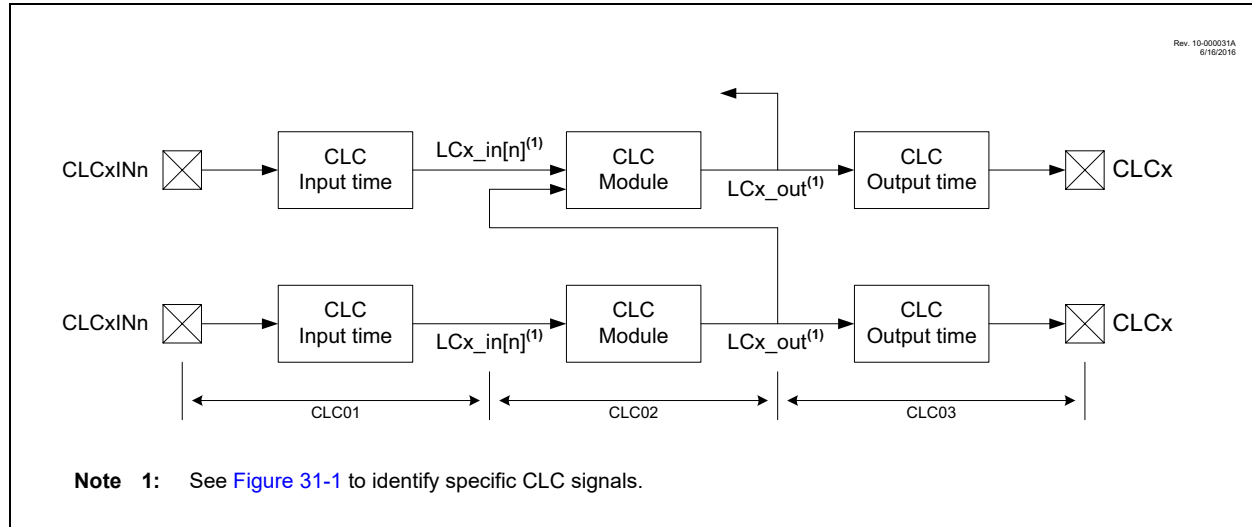 Rev. 10-000031A
6/16/2016
CLCxINn
CLC
Input time
LCx_in[n](1)
CLC
Module
LCx_out(1)
CLC
Output time
CLCx
CLCxINn
CLC
Input time
LCx_in[n](1)
CLC
Module
LCx_out(1)
CLC
Output time
CLCx
CLC01
CLC02
CLC03
Note 1: See Figure 31-1 to identify specific CLC signals.